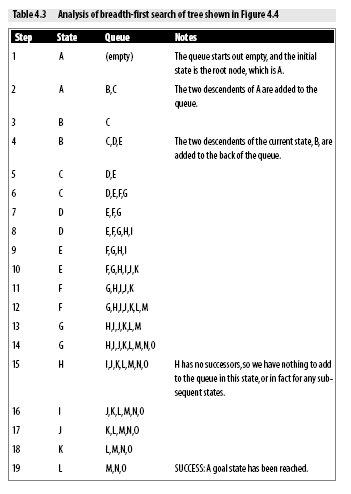 Table 4.3 Analysis of breadth-first search of tree shown in Figure 4.4
Step State Queue Notes
1 A (empty) The queue starts out empty, and the initial
state is the root node, which is A.
2 A B,C The two descendents of A are added to the
queue.
3 B C
4 B C,D,E The two descendents of the current state, B, are
added to the back of the queue.
5 C D,E
6 C D,E,F,G
7 D E,F,G
8 D E,F,G,H,I
9 E F,G,H,I
10 E F,G,H,I,J,K
11 F G,H,I,J,K
12 F G,H,I,J,K,L,M
13 G H,I,J,K,L,M
14 G H,I,J,K,L,M,N,O
15 H I,J,K,L,M,N,O H has no successors, so we have nothing to add
to the queue in this state, or in fact for any sub-
sequent states.
16 I J,K,L,M,N,O
17 J K,L,M,N,O
18 K L,M,N,O
19 L M,N,O SUCCESS: A goal state has been reached.